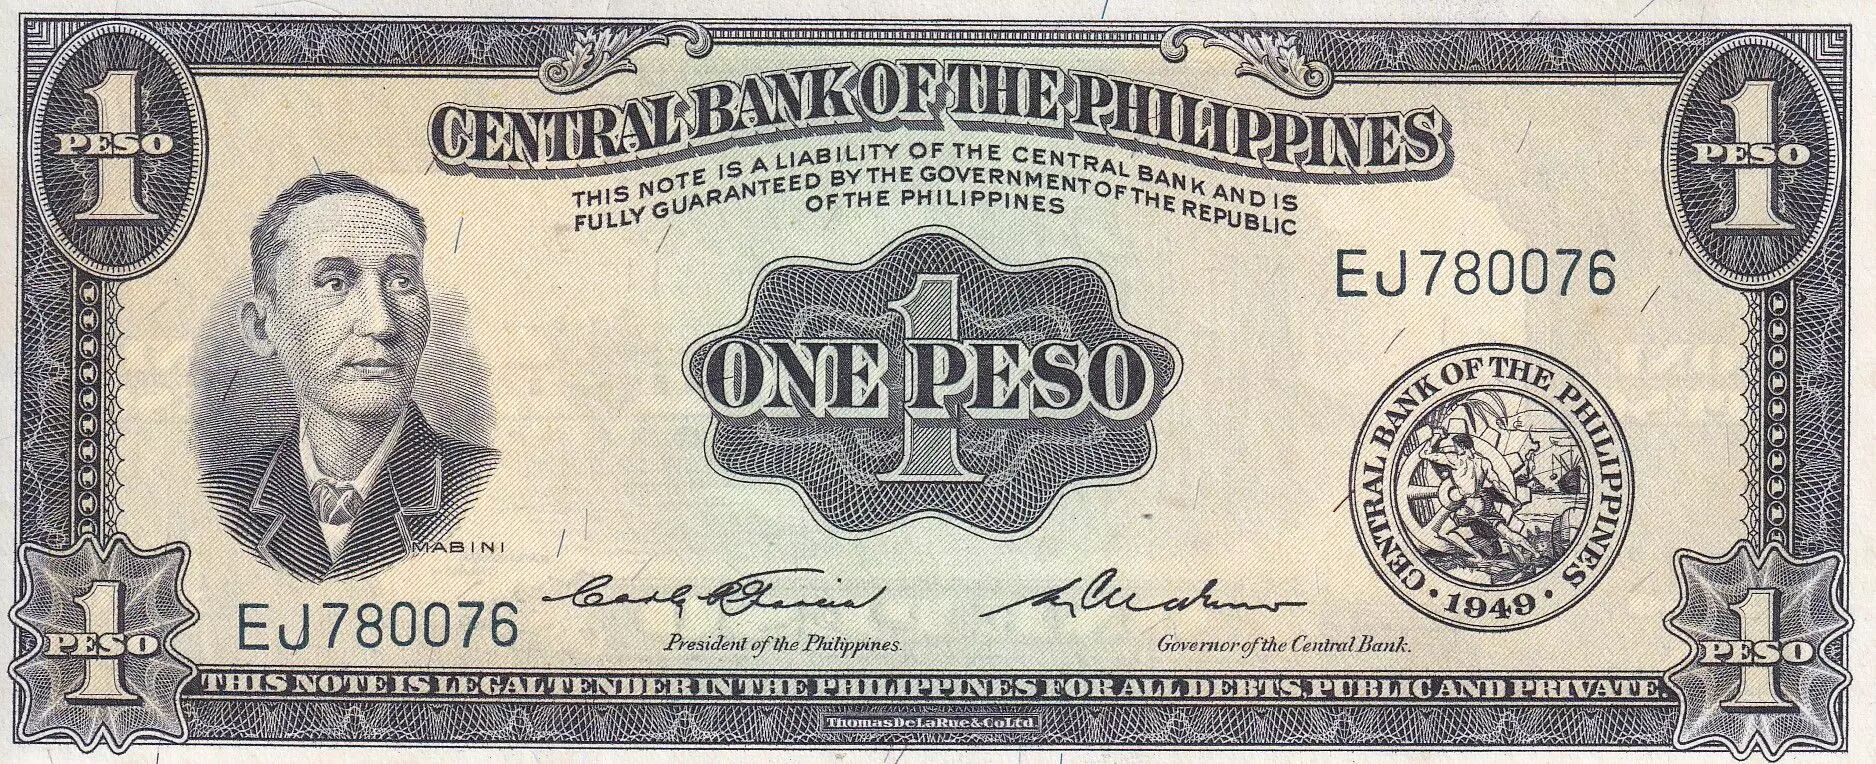 1
PESO
1
PESO
CENTRAL BANK OF THE PHILIPPINES
THIS NOTE IS A LIABILITY OF THE CENTRAL BANK AND IS
FULLY GUARANTEED BY THE GOVERNMENT OF THE REPUBLIC
OF THE PHILIPPINES
EJ780076
1
ONE PESO
CENTRAL BANK OF THE PHILIPPINES
· 1949 ·
MABINI
EJ780076
President of the Philippines.
Governor of the Central Bank.
1
PESO
1
PESO
THIS NOTE IS LEGAL TENDER IN THE PHILIPPINES FOR ALL DEBTS, PUBLIC AND PRIVATE.
Thomas De La Rue & Co Ltd